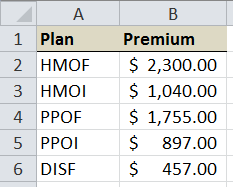 A B
1 Plan Premium
2 HMOF $ 2,300.00
3 HMOI $ 1,040.00
4 PPOF $ 1,755.00
5 PPOI $ 897.00
6 DISF $ 457.00